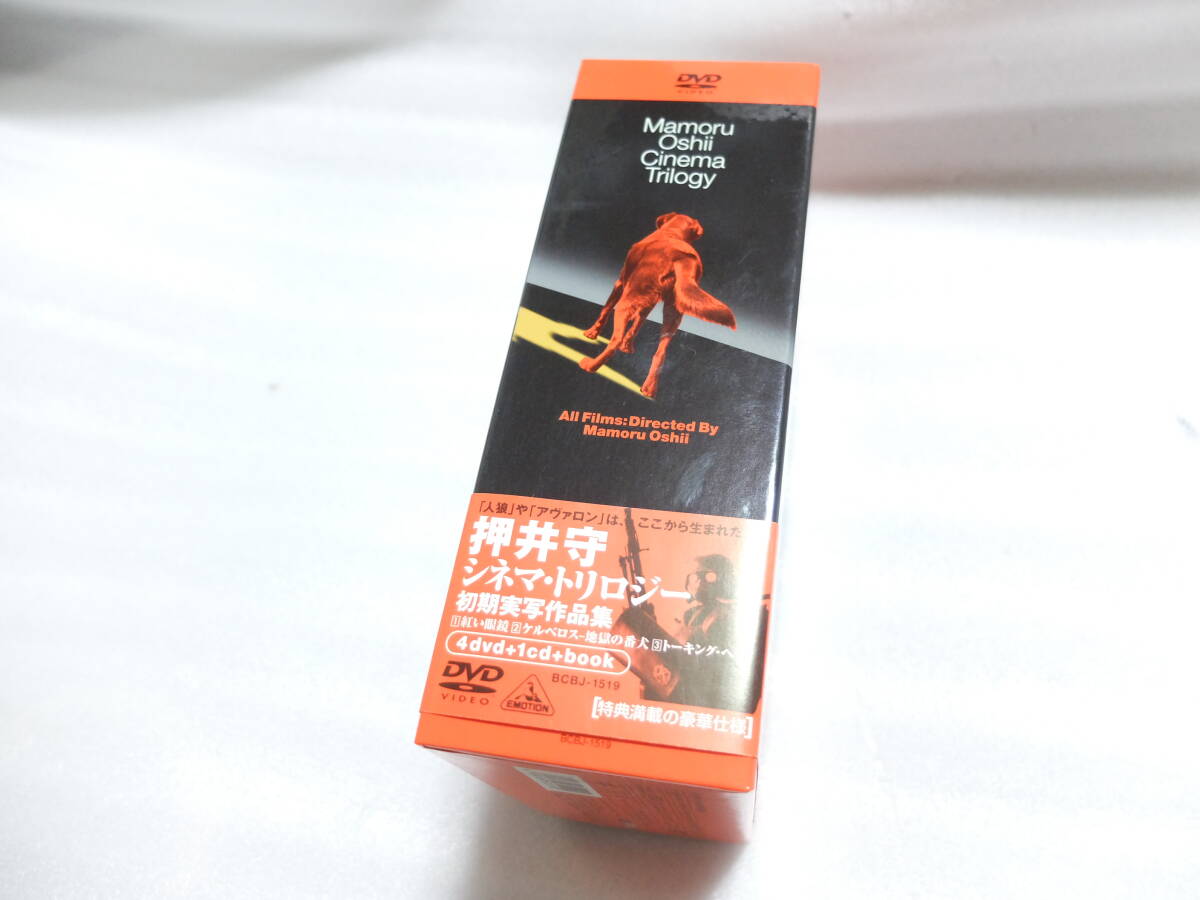 DVD
VIDEO
Mamoru
Oshii
Cinema
Trilogy
All Films:Directed By
Mamoru Oshii
「人狼」や「アヴァロン」は、ここから生まれた
押井守
シネマ・トリロジー
初期実写作品集
1紅い眼鏡 2ケルベロス-地獄の番犬 3トーキング・ヘ
4dvd+1cd+book
DVD
VIDEO
EMOTION
BCBJ-1519
[特典満載の豪華仕様]
BCBJ-1519